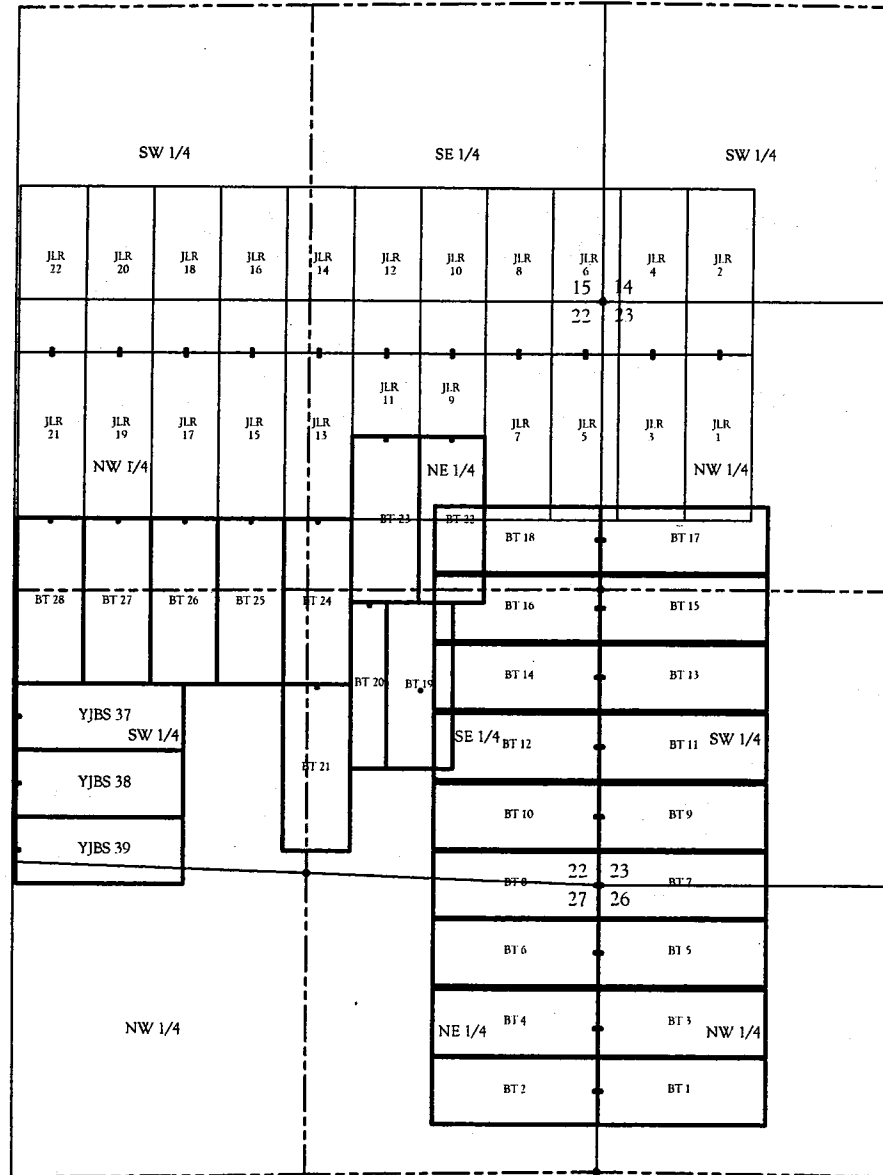 SW 1/4
SE 1/4
SW 1/4
JLR 22
JLR 20
JLR 18
JLR 16
JLR 14
JLR 12
JLR 10
JLR 8
JLR 6
JLR 4
JLR 2
15 14
22 23
JLR 21
JLR 19
JLR 17
JLR 15
JLR 13
JLR 11
JLR 9
JLR 7
JLR 5
JLR 3
JLR 1
NW 1/4
NE 1/4
NW 1/4
BT 23
BT 22
BT 18
BT 17
BT 28
BT 27
BT 26
BT 25
BT 24
BT 16
BT 15
BT 20
BT 19
BT 14
BT 13
YJBS 37
SW 1/4
SE 1/4
BT 12
BT 11
SW 1/4
BT 21
YJBS 38
BT 10
BT 9
YJBS 39
22 23
BT 8
BT 7
27 26
BT 6
BT 5
NW 1/4
BT 4
NE 1/4
BT 3
NW 1/4
BT 2
BT 1